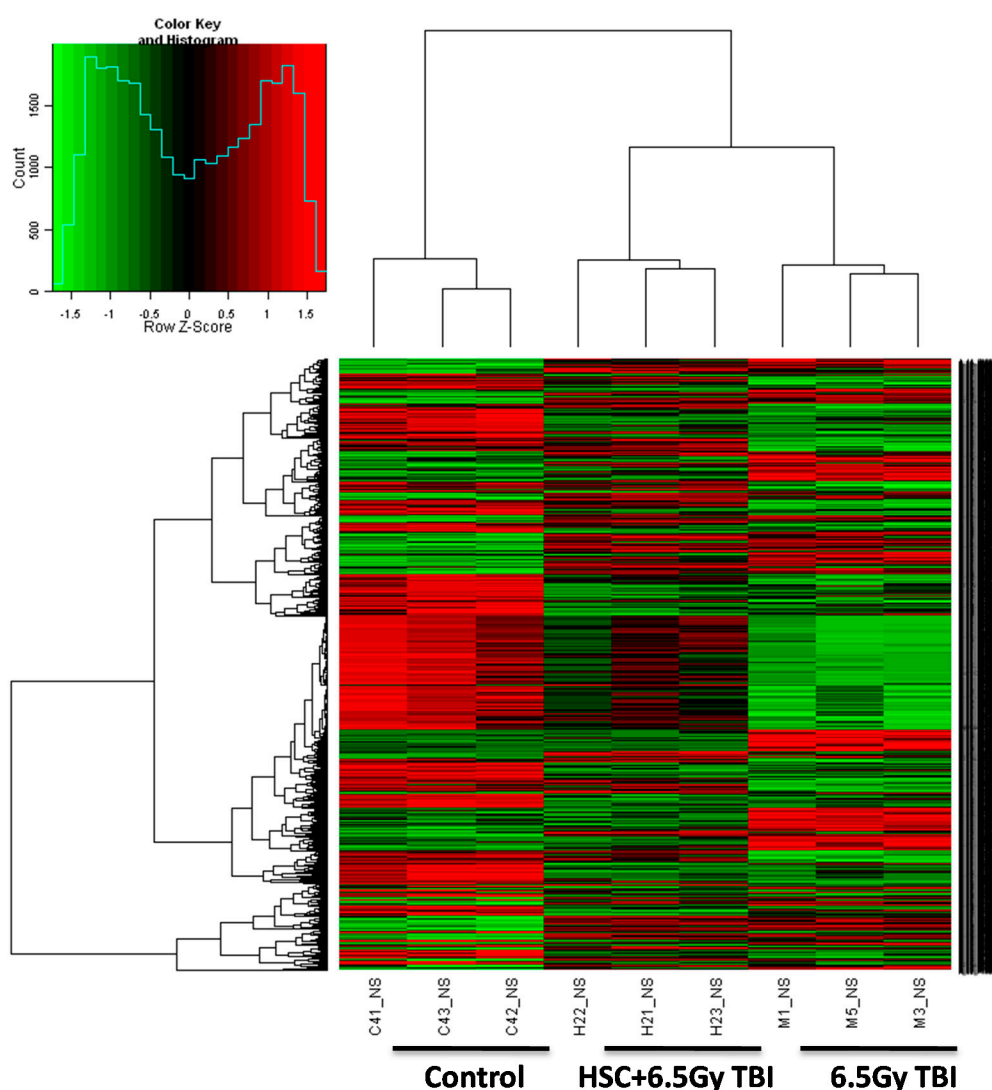 Color Key
and Histogram
Count
0
500
1000
1500
-1.5
-1
-0.5
0
0.5
1
1.5
Row Z-Score
C41_NS
C43_NS
C42_NS
H22_NS
H21_NS
H23_NS
M1_NS
M5_NS
M3_NS
Control
HSC+6.5Gy TBI
6.5Gy TBI